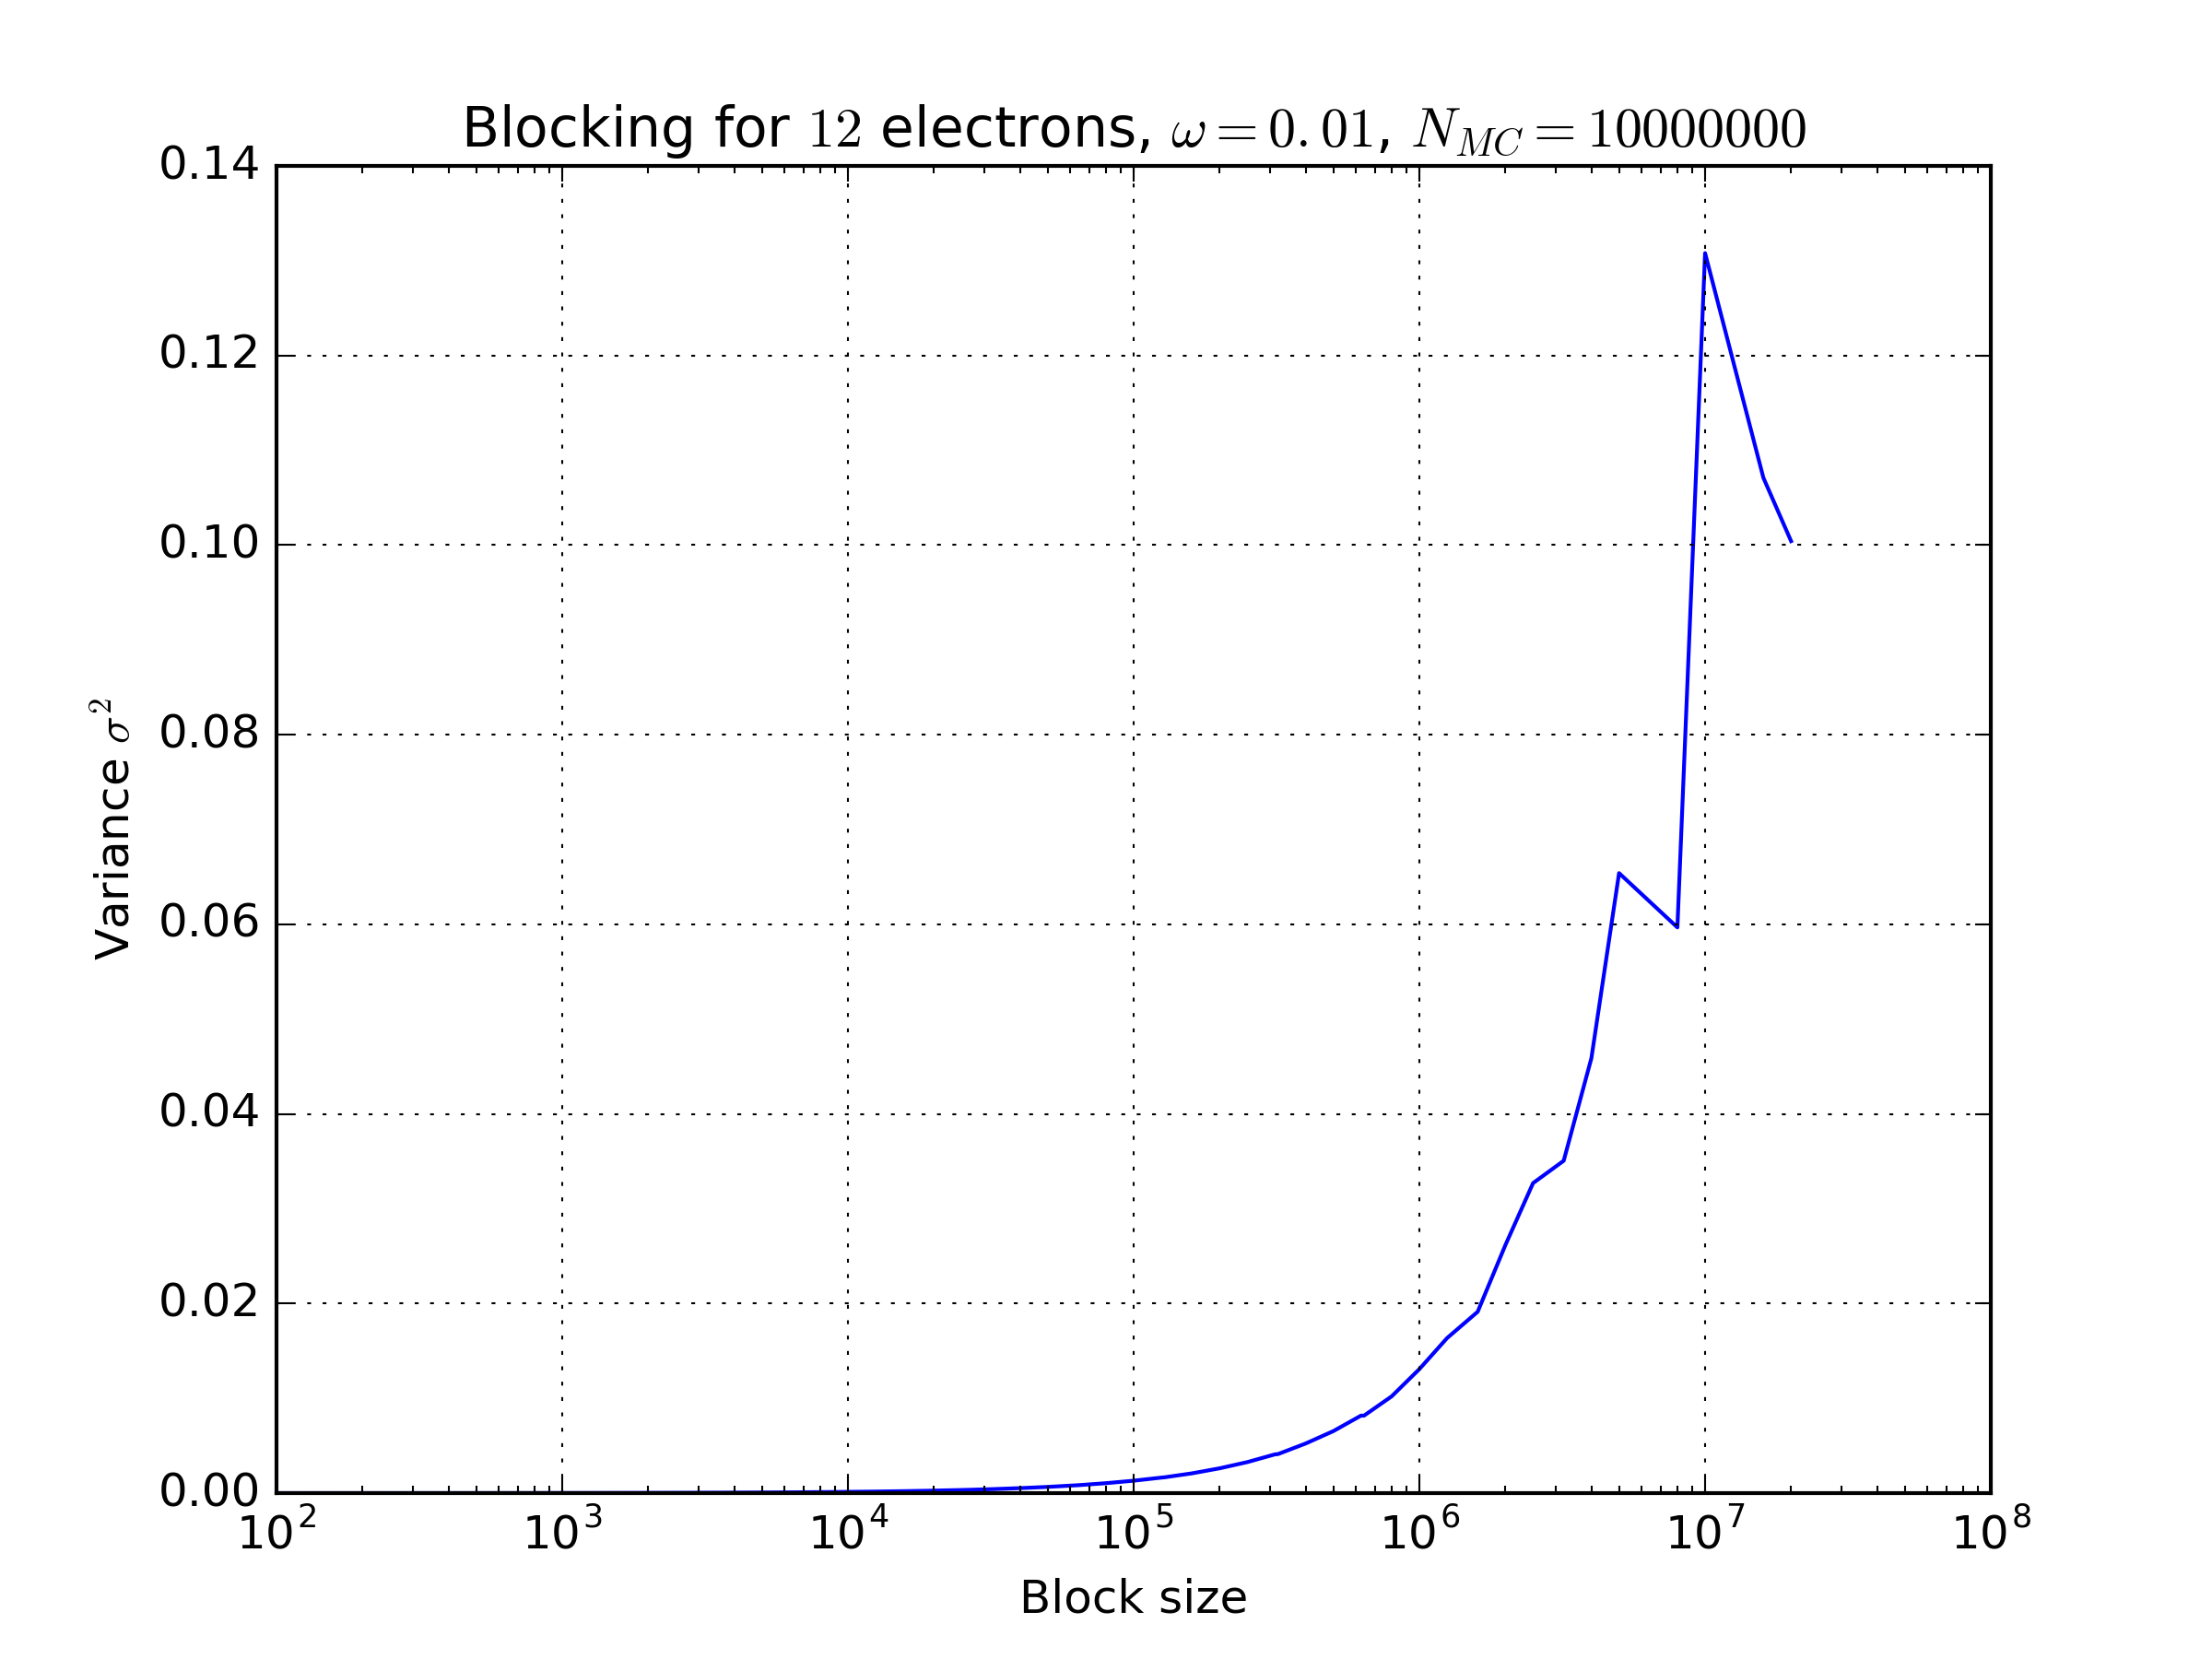 Blocking for 12 electrons, ω = 0.01, N_MC = 10000000
0.14
0.12
0.10
0.08
0.06
0.04
0.02
0.00
Variance σ²
10² 10³ 10⁴ 10⁵ 10⁶ 10⁷ 10⁸
Block size